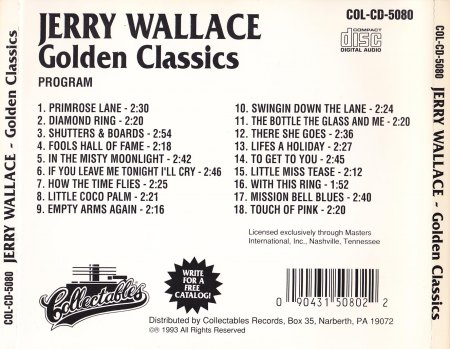 COL-CD-5080 JERRY WALLACE - Golden Classics
JERRY WALLACE
Golden Classics
PROGRAM
COL-CD-5080
COMPACT
disc
DIGITAL AUDIO
1. PRIMROSE LANE - 2:30
2. DIAMOND RING - 2:20
3. SHUTTERS & BOARDS - 2:54
4. FOOLS HALL OF FAME - 2:18
5. IN THE MISTY MOONLIGHT - 2:42
6. IF YOU LEAVE ME TONIGHT I'LL CRY - 2:46
7. HOW THE TIME FLIES - 2:25
8. LITTLE COCO PALM - 2:21
9. EMPTY ARMS AGAIN - 2:16
10. SWINGIN DOWN THE LANE - 2:24
11. THE BOTTLE THE GLASS AND ME - 2:20
12. THERE SHE GOES - 2:36
13. LIFES A HOLIDAY - 2:27
14. TO GET TO YOU - 2:45
15. LITTLE MISS TEASE - 2:12
16. WITH THIS RING - 1:52
17. MISSION BELL BLUES - 2:40
18. TOUCH OF PINK - 2:20
Licensed exclusively through Masters
International, Inc., Nashville, Tennessee
Collectables
WRITE
FOR A
FREE
CATALOG!
0 90431 50802 2
Distributed by Collectables Records, Box 35, Narberth, PA 19072
©℗ 1993 All Rights Reserved
COL-CD-5080 JERRY WALLACE - Golden Classics